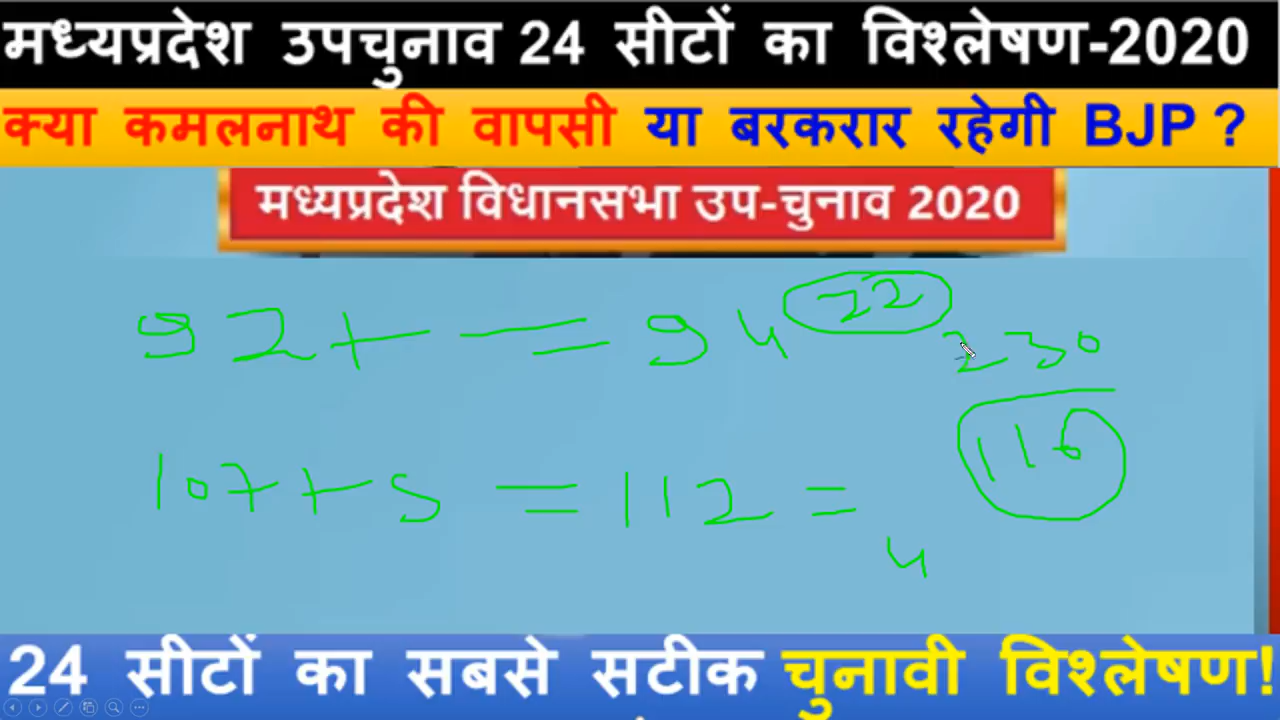 मध्यप्रदेश उपचुनाव 24 सीटों का विश्लेषण-2020
क्या कमलनाथ की वापसी या बरकरार रहेगी BJP ?
मध्यप्रदेश विधानसभा उप-चुनाव 2020
92+ = 94 22
230
116
107+5 = 112 =
4
24 सीटों का सबसे सटीक चुनावी विश्लेषण!